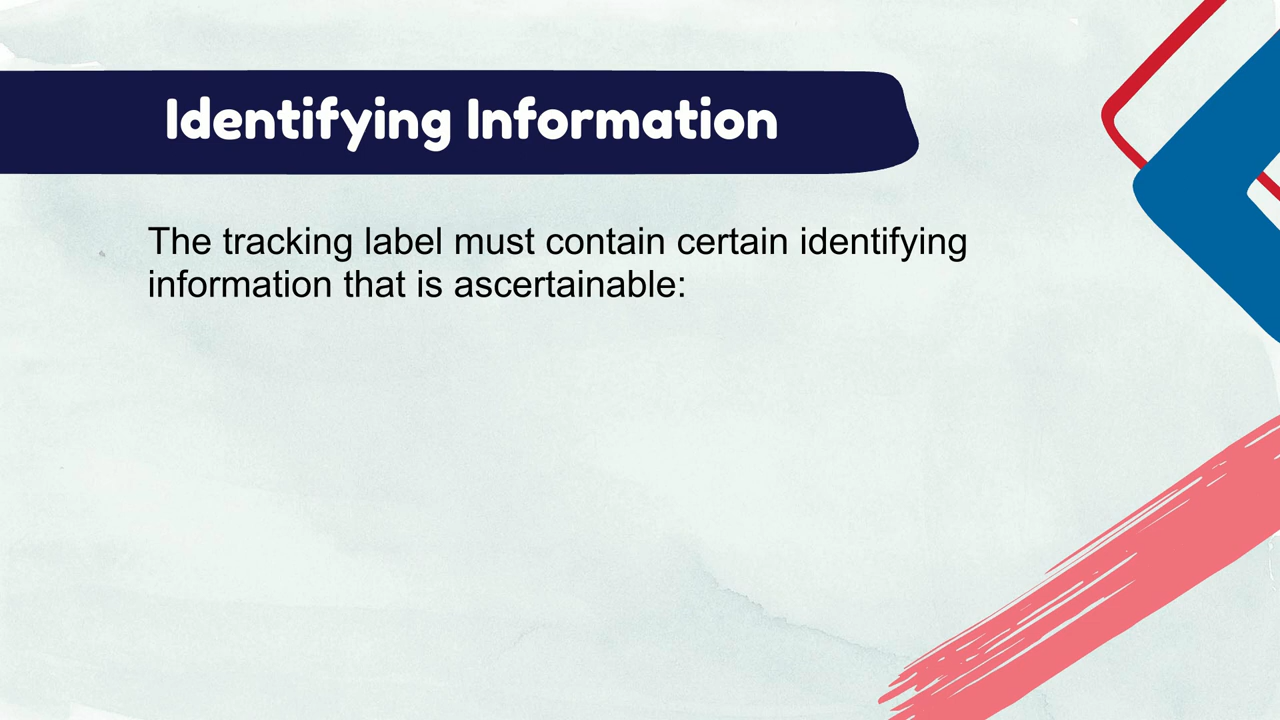 Identifying Information
The tracking label must contain certain identifying
information that is ascertainable: